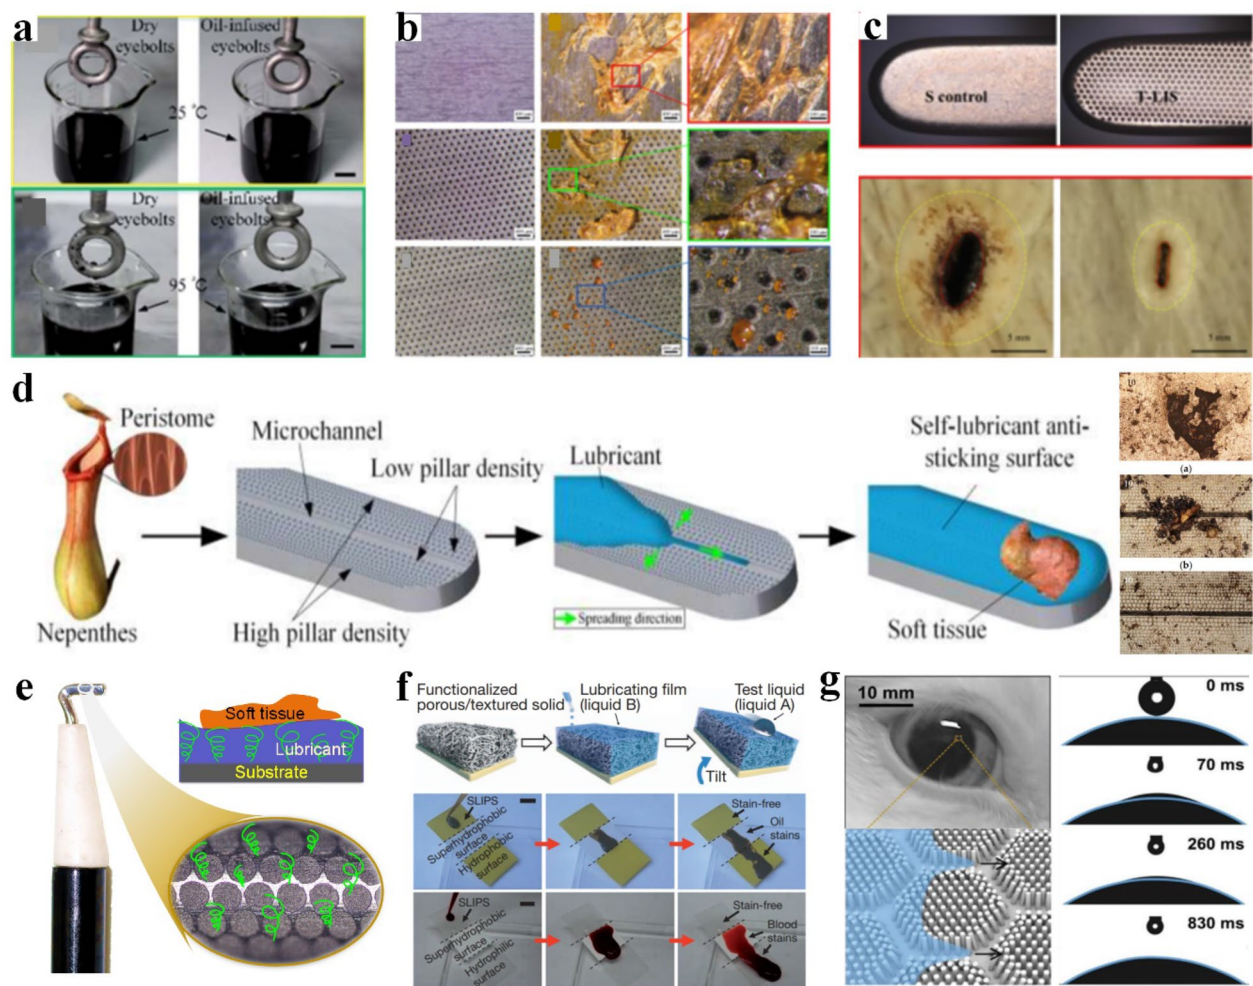 a
Dry
eyebolts
Oil-infused
eyebolts
25 ℃
Dry
eyebolts
Oil-infused
eyebolts
95 ℃
b
c
S control
T-LIS
5 mm
5 mm
d
Peristome
Nepenthes
Microchannel
Low pillar density
High pillar density
Lubricant
Spreading direction
Self-lubricant anti-
sticking surface
Soft tissue
10
(a)
10
(b)
10
e
Soft tissue
Lubricant
Substrate
f
Functionalized
porous/textured solid
Lubricating film
(liquid B)
Test liquid
(liquid A)
Tilt
SLIPS
Superhydrophobic
surface
Hydrophobic
surface
Stain-free
Oil
stains
SLIPS
Superhydrophobic
surface
Hydrophilic
surface
Stain-free
Blood
stains
g
10 mm
0 ms
70 ms
260 ms
830 ms